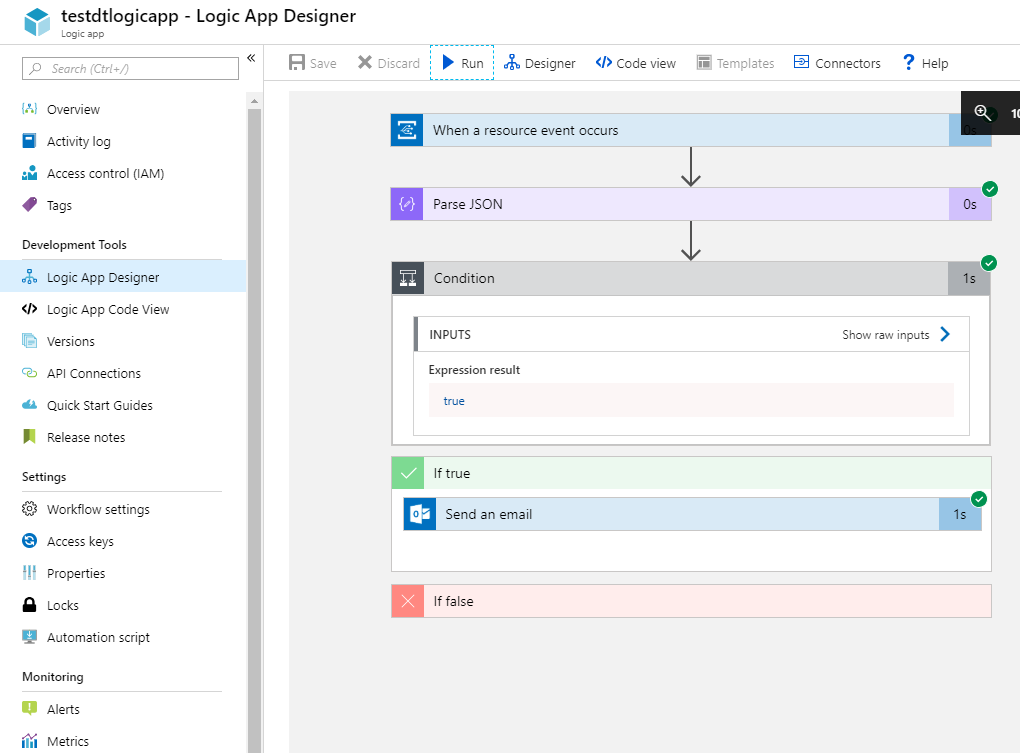 testdtlogicapp - Logic App Designer
Logic app
Search (Ctrl+/)
«
Overview
Activity log
Access control (IAM)
Tags
Development Tools
Logic App Designer
Logic App Code View
Versions
API Connections
Quick Start Guides
Release notes
Settings
Workflow settings
Access keys
Properties
Locks
Automation script
Monitoring
Alerts
Metrics
Save
Discard
Run
Designer
Code view
Templates
Connectors
Help
When a resource event occurs
0s
10
Parse JSON
0s
Condition
1s
INPUTS
Show raw inputs
Expression result
true
If true
Send an email
1s
If false